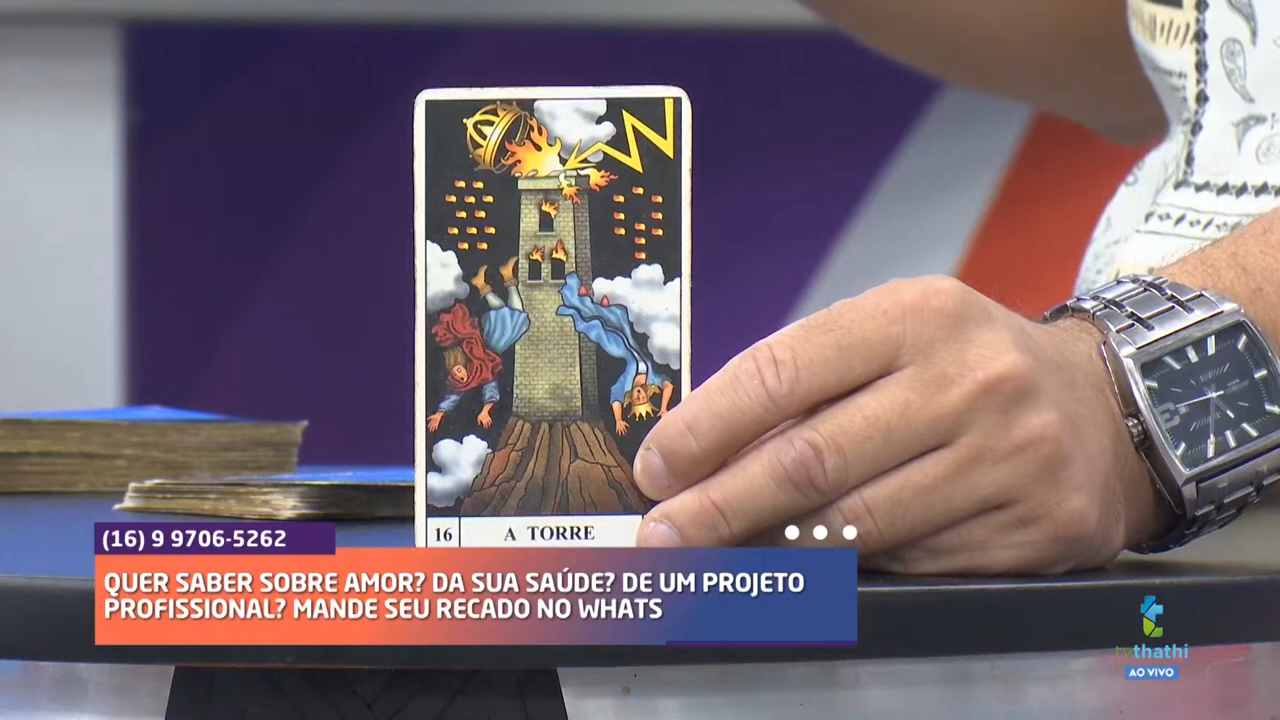 16 A TORRE
(16) 9 9706-5262
QUER SABER SOBRE AMOR? DA SUA SAÚDE? DE UM PROJETO
PROFISSIONAL? MANDE SEU RECADO NO WHATS
tvthathi
AO VIVO